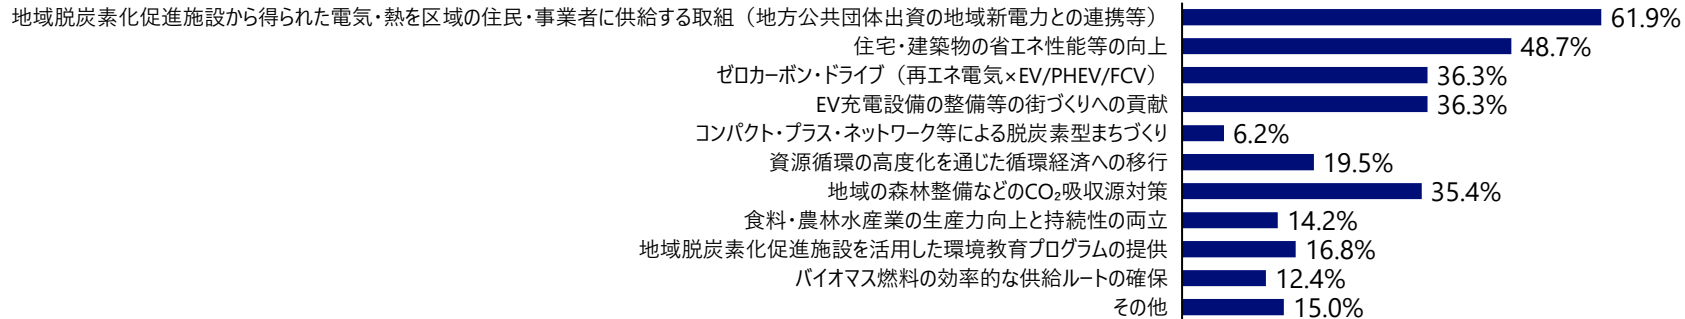 地域脱炭素化促進施設から得られた電気・熱を区域の住民・事業者に供給する取組（地方公共団体出資の地域新電力との連携等） 61.9%
住宅・建築物の省エネ性能等の向上 48.7%
ゼロカーボン・ドライブ（再エネ電気×EV/PHEV/FCV） 36.3%
EV充電設備の整備等の街づくりへの貢献 36.3%
コンパクト・プラス・ネットワーク等による脱炭素型まちづくり 6.2%
資源循環の高度化を通じた循環経済への移行 19.5%
地域の森林整備などのCO₂吸収源対策 35.4%
食料・農林水産業の生産力向上と持続性の両立 14.2%
地域脱炭素化促進施設を活用した環境教育プログラムの提供 16.8%
バイオマス燃料の効率的な供給ルートの確保 12.4%
その他 15.0%